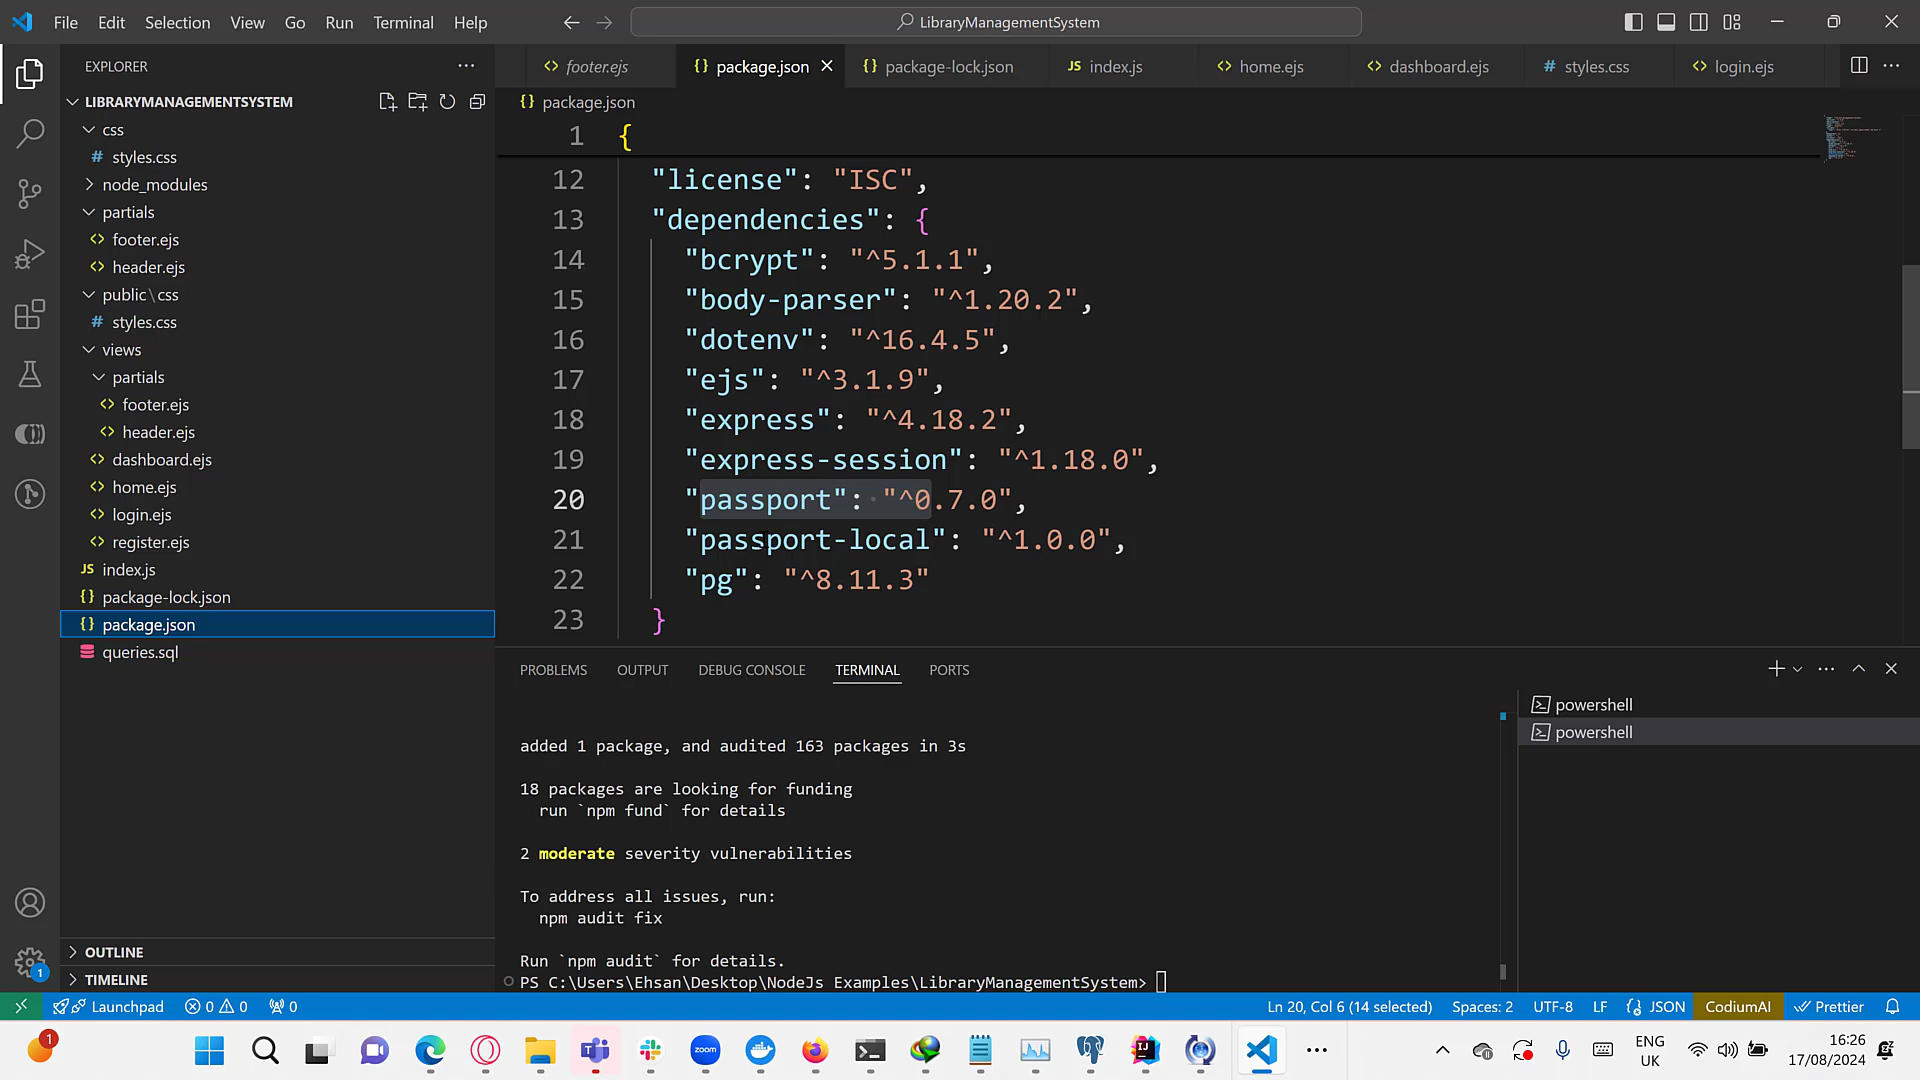 File Edit Selection View Go Run Terminal Help
LibraryManagementSystem
EXPLORER
LIBRARYMANAGEMENTSYSTEM
css
styles.css
node_modules
partials
footer.ejs
header.ejs
public\css
styles.css
views
partials
footer.ejs
header.ejs
dashboard.ejs
home.ejs
login.ejs
register.ejs
index.js
package-lock.json
package.json
queries.sql
OUTLINE
TIMELINE
footer.ejs package.json package-lock.json index.js home.ejs dashboard.ejs styles.css login.ejs
package.json
1 {
12 "license": "ISC",
13 "dependencies": {
14 "bcrypt": "^5.1.1",
15 "body-parser": "^1.20.2",
16 "dotenv": "^16.4.5",
17 "ejs": "^3.1.9",
18 "express": "^4.18.2",
19 "express-session": "^1.18.0",
20 "passport": "^0.7.0",
21 "passport-local": "^1.0.0",
22 "pg": "^8.11.3"
23 }
PROBLEMS OUTPUT DEBUG CONSOLE TERMINAL PORTS
added 1 package, and audited 163 packages in 3s
18 packages are looking for funding
run `npm fund` for details
2 moderate severity vulnerabilities
To address all issues, run:
npm audit fix
Run `npm audit` for details.
PS C:\Users\Ehsan\Desktop\NodeJs Examples\LibraryManagementSystem>
powershell
powershell
1
Launchpad 0 0 0 Ln 20, Col 6 (14 selected) Spaces: 2 UTF-8 LF JSON CodiumAI Prettier
1
zoom
ENG
UK
16:26
17/08/2024